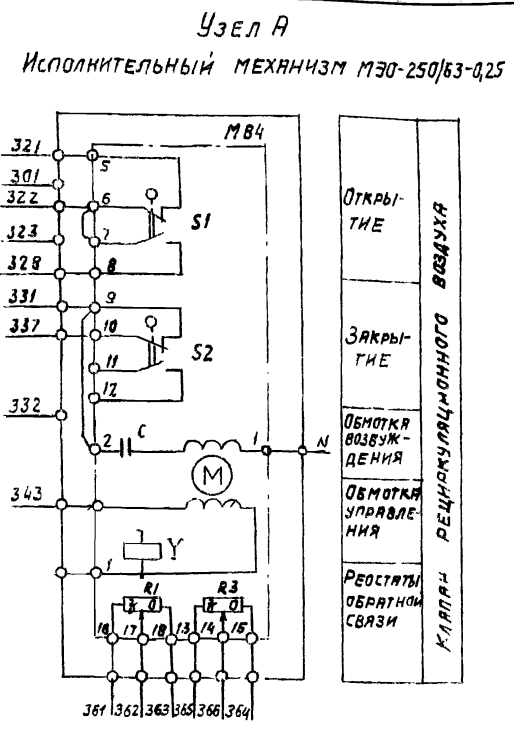 Узел А
Исполнительный механизм МЭО-250/63-0,25
МВ4
321
5
301
322
6
S1
323
7
328
8
331
9
337
10
S2
11
12
332
2
C
1
N
М
343
Y
1
R1
R3
З О
З О
16 17 18 13 14 15
361 362 363 365 366 364
Откры-
тие
Закры-
тие
Обмотка
возбуж-
дения
Обмотка
управле-
ния
Реостаты
обратной
связи
Клапан рециркуляционного воздуха